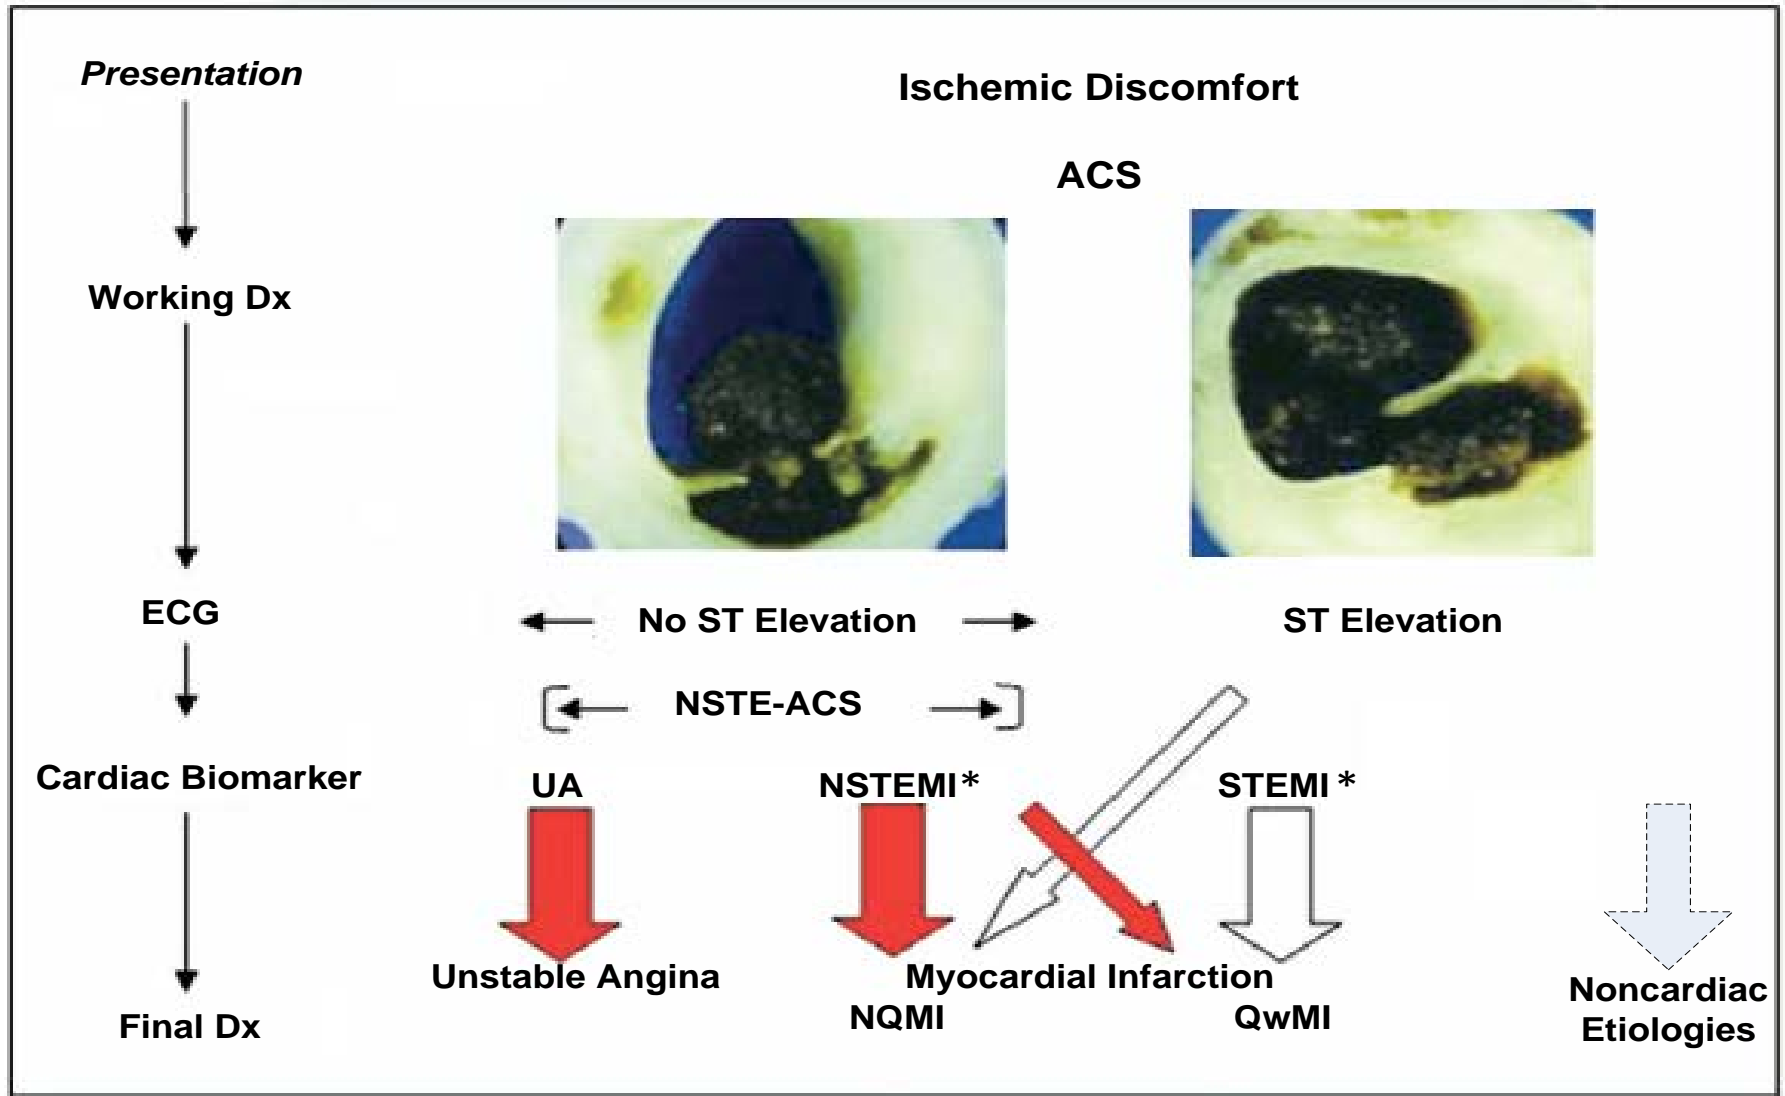 Presentation
Ischemic Discomfort
ACS
Working Dx
ECG
No ST Elevation
ST Elevation
NSTE-ACS
Cardiac Biomarker
UA
NSTEMI*
STEMI*
Unstable Angina
Myocardial Infarction
Noncardiac
Etiologies
NQMI
QwMI
Final Dx